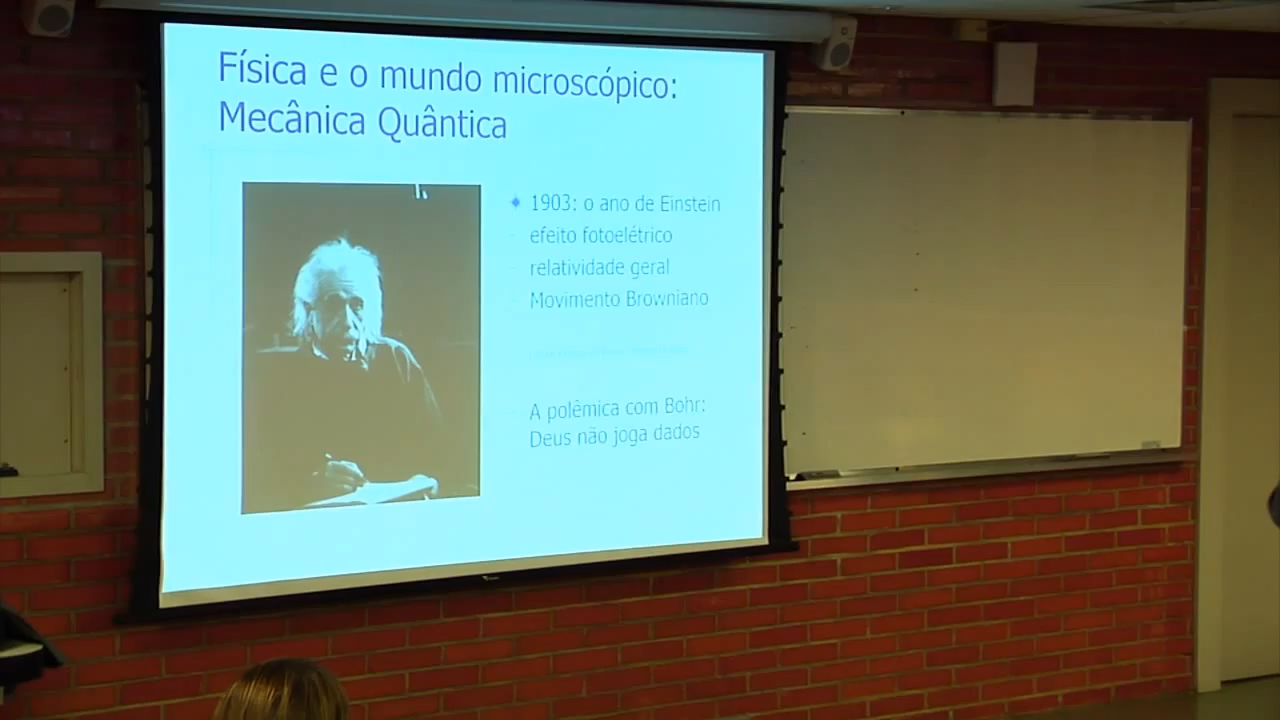 Física e o mundo microscópico:
Mecânica Quântica
1903: o ano de Einstein
efeito fotoelétrico
relatividade geral
Movimento Browniano
A polêmica com Bohr:
Deus não joga dados